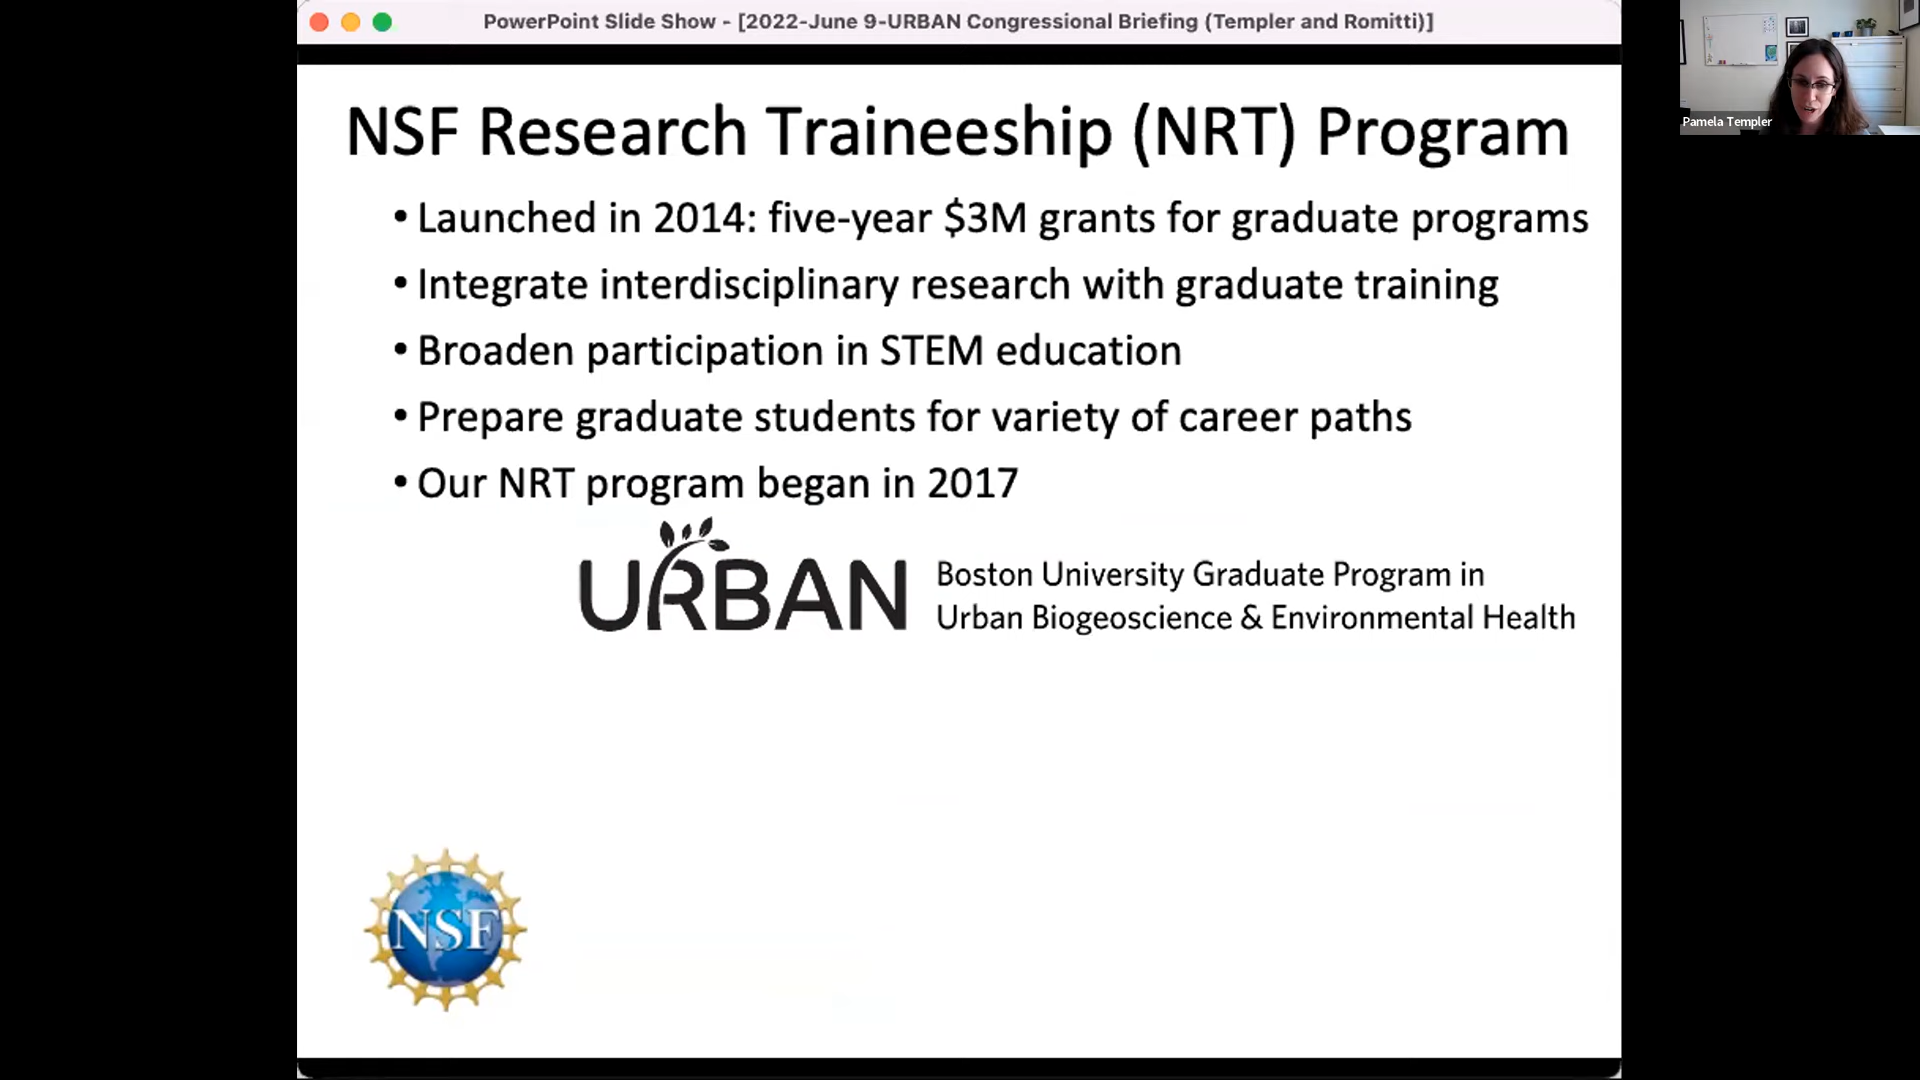 PowerPoint Slide Show - [2022-June 9-URBAN Congressional Briefing (Templer and Romitti)]
Pamela Templer
NSF Research Traineeship (NRT) Program
• Launched in 2014: five-year $3M grants for graduate programs
• Integrate interdisciplinary research with graduate training
• Broaden participation in STEM education
• Prepare graduate students for variety of career paths
• Our NRT program began in 2017
URBAN
Boston University Graduate Program in
Urban Biogeoscience & Environmental Health
NSF